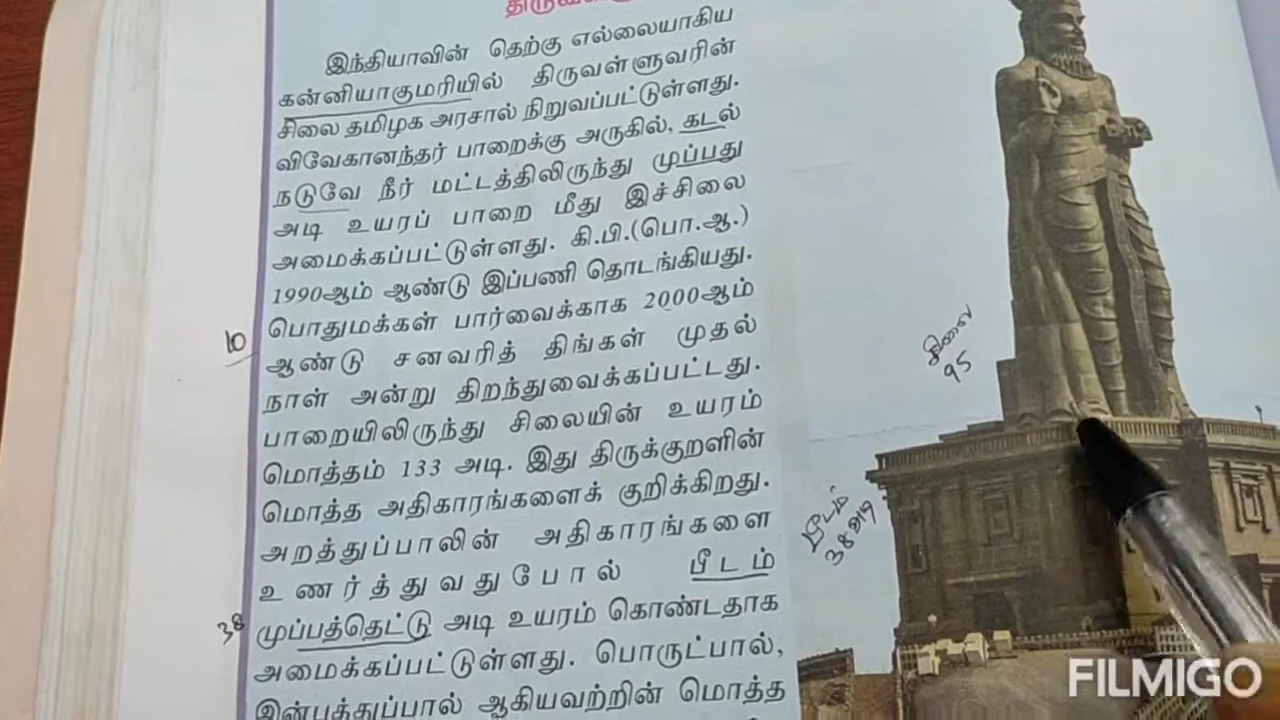 இந்தியாவின் தெற்கு எல்லையாகிய
கன்னியாகுமரியில் திருவள்ளுவரின்
சிலை தமிழக அரசால் நிறுவப்பட்டுள்ளது.
விவேகானந்தர் பாறைக்கு அருகில், கடல்
நடுவே நீர் மட்டத்திலிருந்து முப்பது
அடி உயரப் பாறை மீது இச்சிலை
அமைக்கப்பட்டுள்ளது. கி.பி.(பொ.ஆ.)
1990ஆம் ஆண்டு இப்பணி தொடங்கியது.
பொதுமக்கள் பார்வைக்காக 2000ஆம்
10
ஆண்டு சனவரித் திங்கள் முதல்
நாள் அன்று திறந்துவைக்கப்பட்டது.
பாறையிலிருந்து சிலையின் உயரம்
மொத்தம் 133 அடி. இது திருக்குறளின்
மொத்த அதிகாரங்களைக் குறிக்கிறது.
அறத்துப்பாலின் அதிகாரங்களை
உணர்த்துவதுபோல் பீடம்
38
முப்பத்தெட்டு அடி உயரம் கொண்டதாக
அமைக்கப்பட்டுள்ளது. பொருட்பால்,
இன்பத்துப்பால் ஆகியவற்றின் மொத்த
சிலை
95
பீடம்
38 அடி
FILMIGO